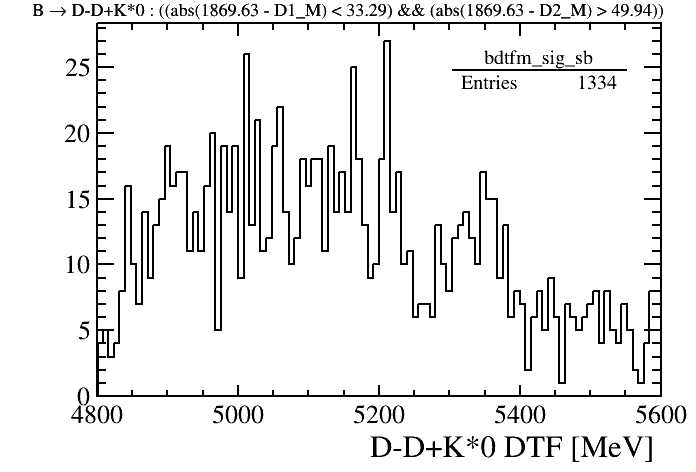 B → D-D+K*0 : ((abs(1869.63 - D1_M) < 33.29) && (abs(1869.63 - D2_M) > 49.94))
bdtfm_sig_sb
Entries 1334
25
20
15
10
5
0
4800 5000 5200 5400 5600
D-D+K*0 DTF [MeV]